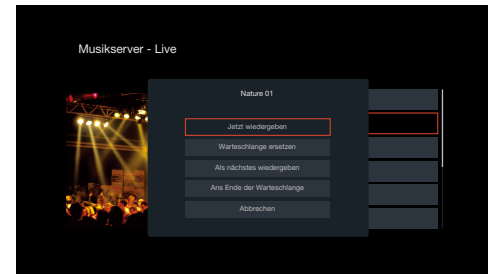 Musikserver - Live
Nature 01
Jetzt wiedergeben
Warteschlange ersetzen
Als nächstes wiedergeben
Ans Ende der Warteschlange
Abbrechen